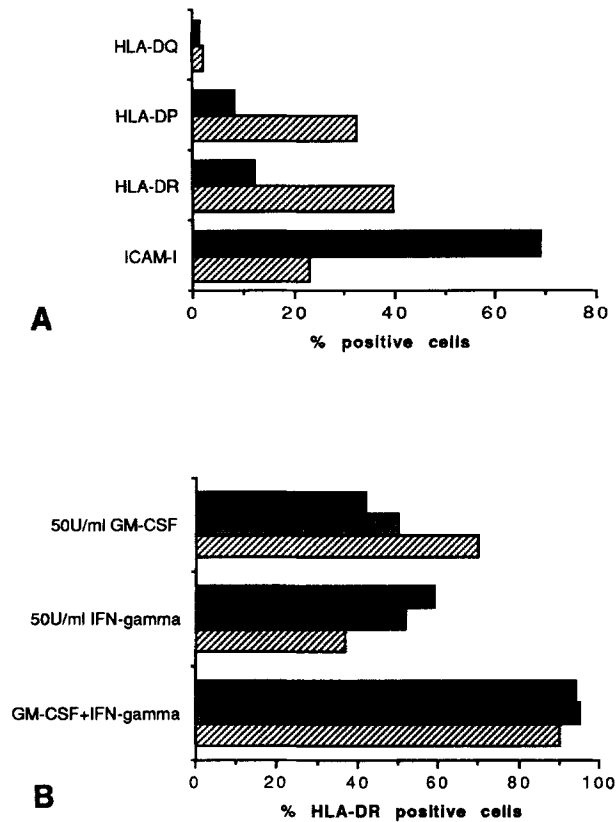 HLA-DQ
HLA-DP
HLA-DR
ICAM-I
0 20 40 60 80
% positive cells
A
50U/ml GM-CSF
50U/ml IFN-gamma
GM-CSF+IFN-gamma
0 20 40 60 80 100
% HLA-DR positive cells
B